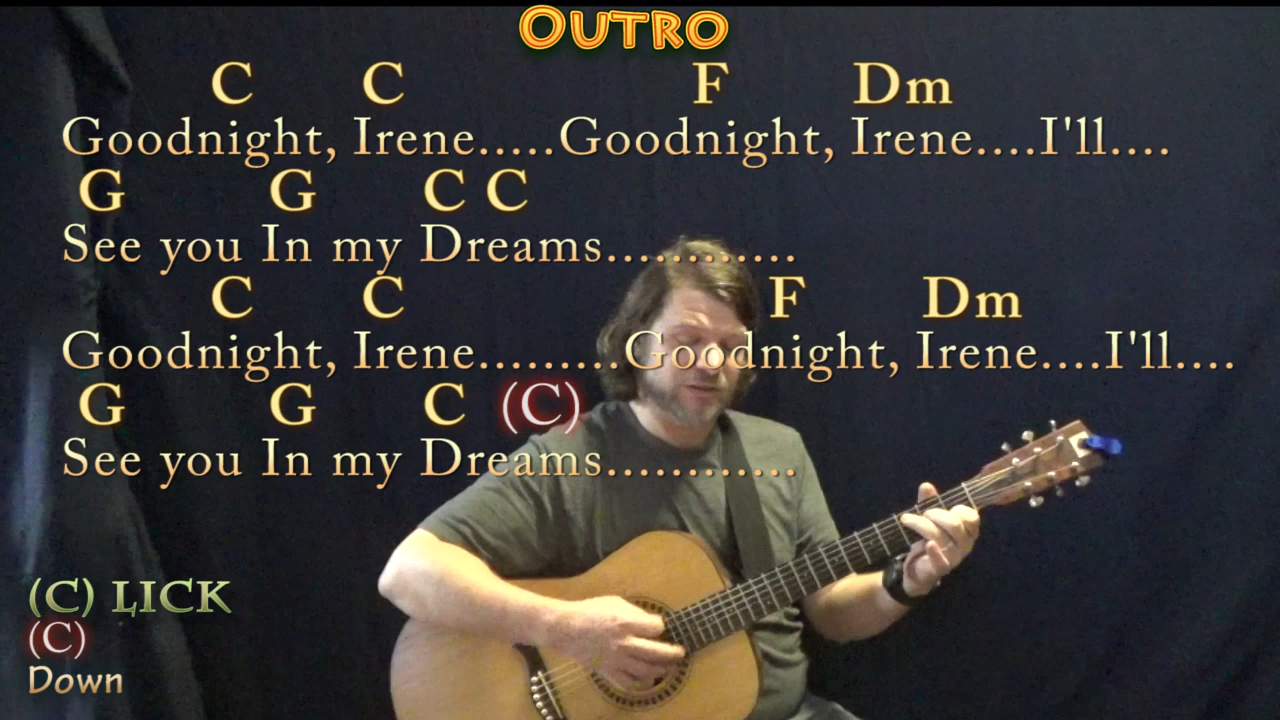 OUTRO
C C F Dm
Goodnight, Irene.....Goodnight, Irene....I'll....
G G C C
See you In my Dreams............
C C F Dm
Goodnight, Irene.........Goodnight, Irene....I'll....
G G C (C)
See you In my Dreams............
(C) LICK
(C)
Down